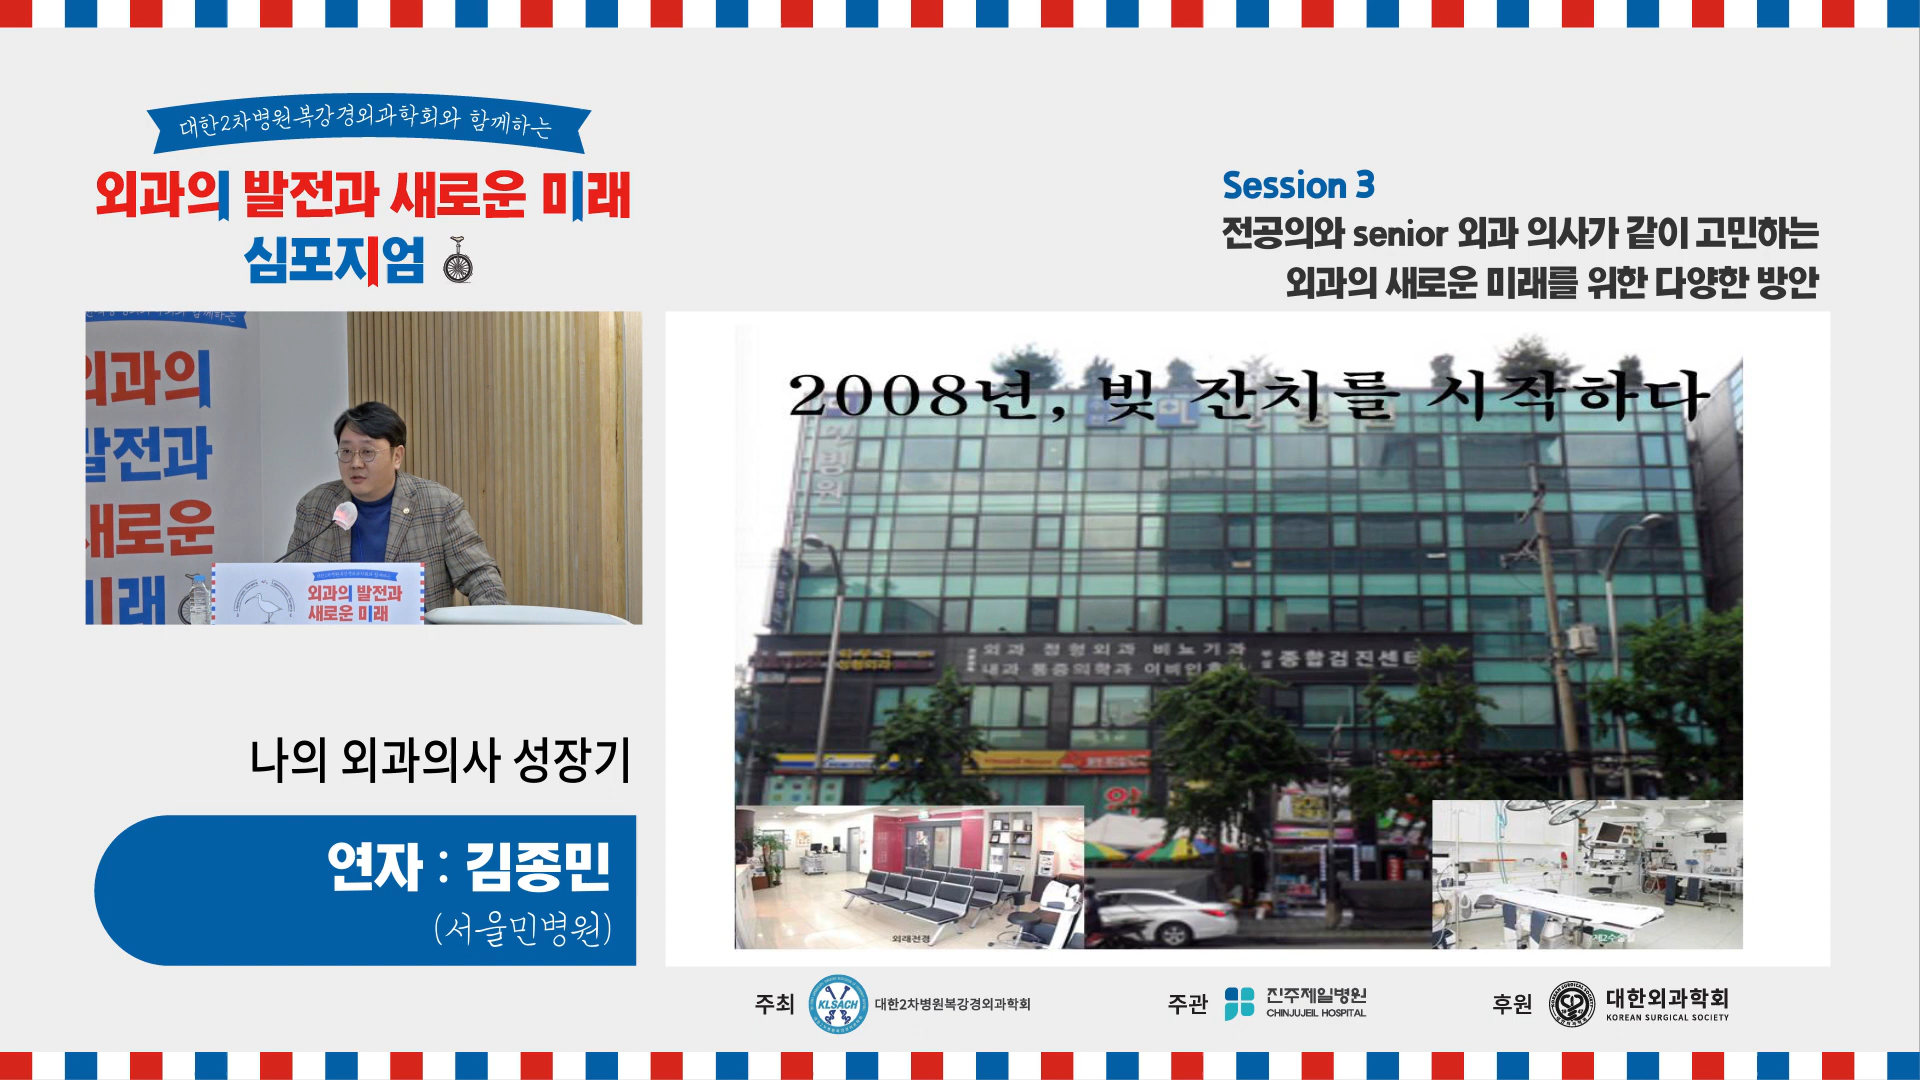 대한2차병원복강경외과학회와 함께하는
외과의 발전과 새로운 미래
심포지엄
Session 3
전공의와 senior 외과 의사가 같이 고민하는
외과의 새로운 미래를 위한 다양한 방안
외과의
발전과
새로운
미래
외과의 발전과
새로운 미래
2008년, 빚 잔치를 시작하다
외과 정형외과 비뇨기과
내과 통증의학과 이비인후과
종합검진센터
외래전경
제2수술실
나의 외과의사 성장기
연자 : 김종민
(서울민병원)
주최
KLSACH
대한2차병원복강경외과학회
주관
진주제일병원
CHINJUJEIL HOSPITAL
후원
대한외과학회
KOREAN SURGICAL SOCIETY